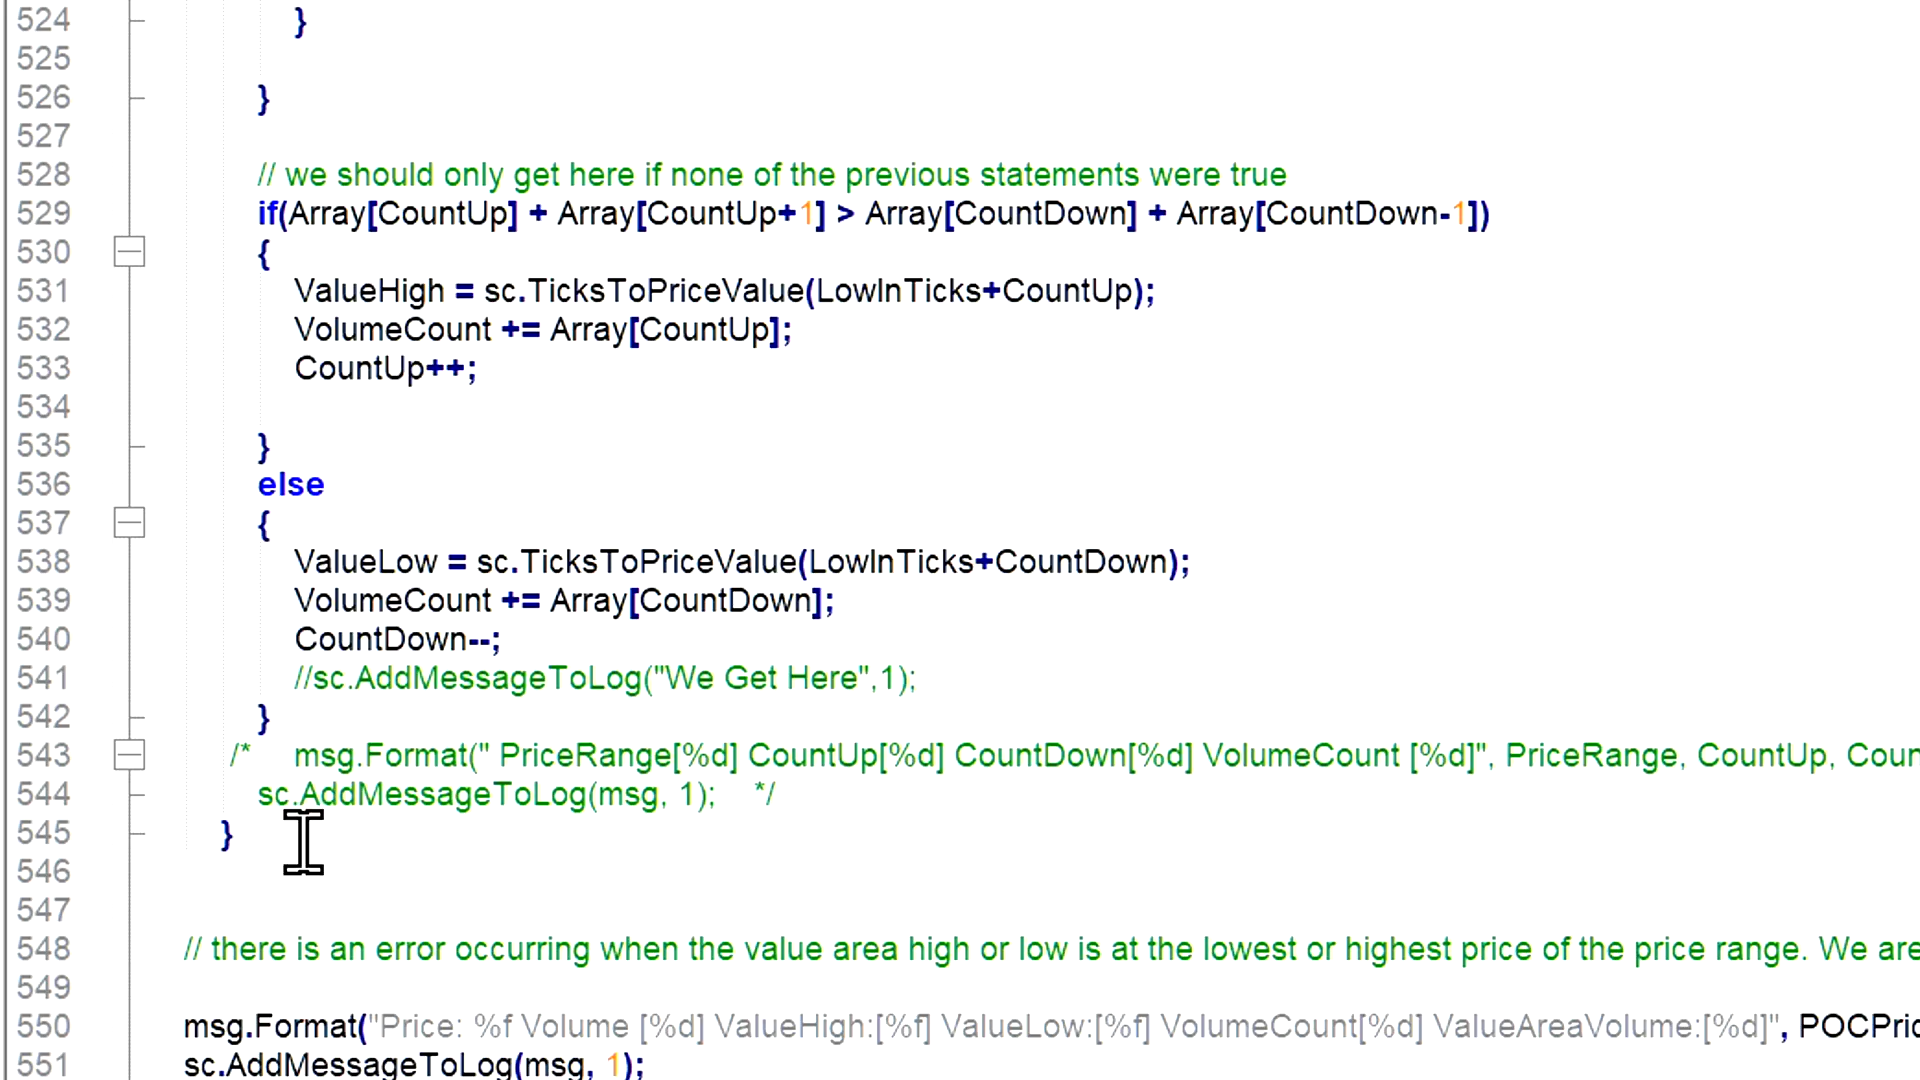 524 }
525
526 }
527
528 // we should only get here if none of the previous statements were true
529 if(Array[CountUp] + Array[CountUp+1] > Array[CountDown] + Array[CountDown-1])
530 {
531 ValueHigh = sc.TicksToPriceValue(LowInTicks+CountUp);
532 VolumeCount += Array[CountUp];
533 CountUp++;
534
535 }
536 else
537 {
538 ValueLow = sc.TicksToPriceValue(LowInTicks+CountDown);
539 VolumeCount += Array[CountDown];
540 CountDown--;
541 //sc.AddMessageToLog("We Get Here",1);
542 }
543 /* msg.Format(" PriceRange[%d] CountUp[%d] CountDown[%d] VolumeCount [%d]", PriceRange, CountUp, Coun
544 sc.AddMessageToLog(msg, 1); */
545 }
546
547
548 // there is an error occurring when the value area high or low is at the lowest or highest price of the price range. We are
549
550 msg.Format("Price: %f Volume [%d] ValueHigh:[%f] ValueLow:[%f] VolumeCount[%d] ValueAreaVolume:[%d]", POCPric
551 sc.AddMessageToLog(msg, 1);